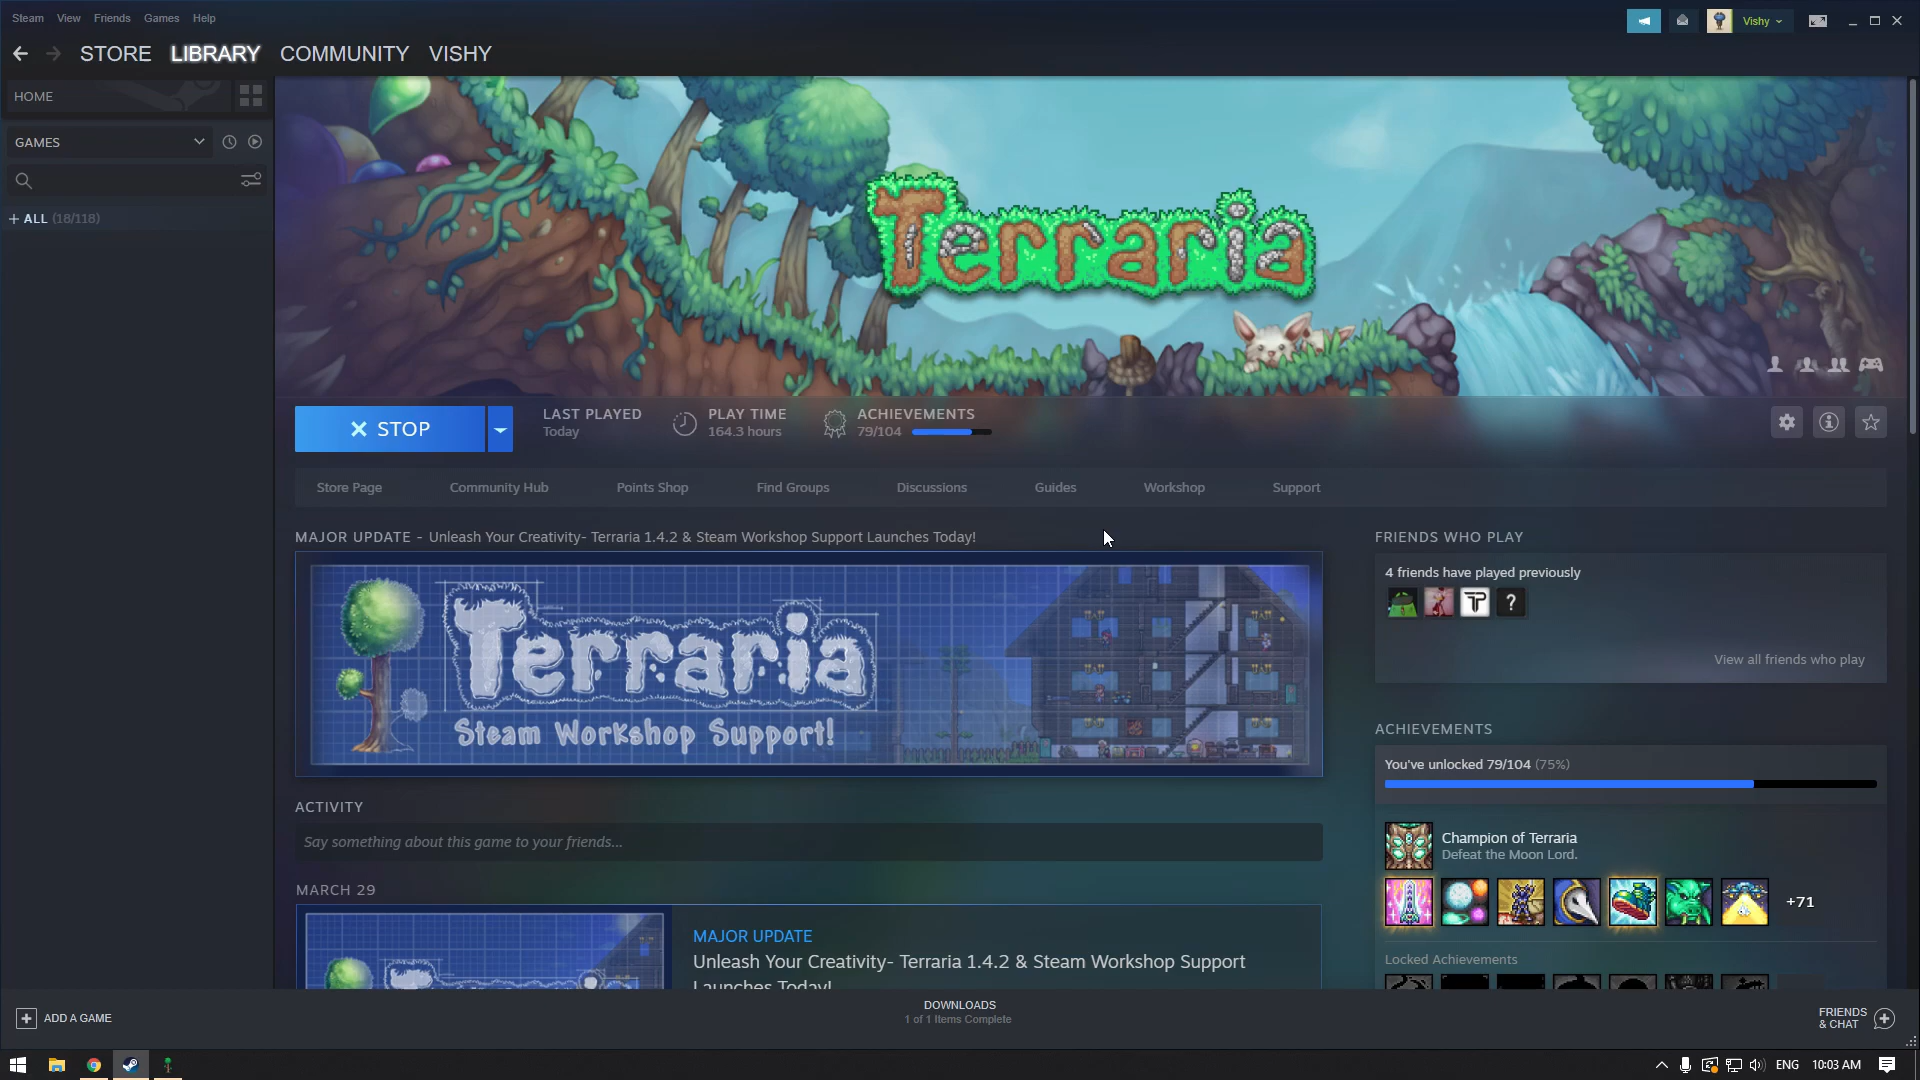 Steam View Friends Games Help
Vishy
STORE LIBRARY COMMUNITY VISHY
HOME
GAMES
+ ALL (18/118)
Terraria
STOP
LAST PLAYED
Today
PLAY TIME
164.3 hours
ACHIEVEMENTS
79/104
Store Page Community Hub Points Shop Find Groups Discussions Guides Workshop Support
MAJOR UPDATE - Unleash Your Creativity- Terraria 1.4.2 & Steam Workshop Support Launches Today!
Terraria
Steam Workshop Support!
FRIENDS WHO PLAY
4 friends have played previously
?
View all friends who play
ACHIEVEMENTS
You've unlocked 79/104 (75%)
Champion of Terraria
Defeat the Moon Lord.
+71
Locked Achievements
ACTIVITY
Say something about this game to your friends...
MARCH 29
MAJOR UPDATE
Unleash Your Creativity- Terraria 1.4.2 & Steam Workshop Support
Launches Today!
ADD A GAME
DOWNLOADS
1 of 1 Items Complete
FRIENDS
& CHAT
ENG 10:03 AM